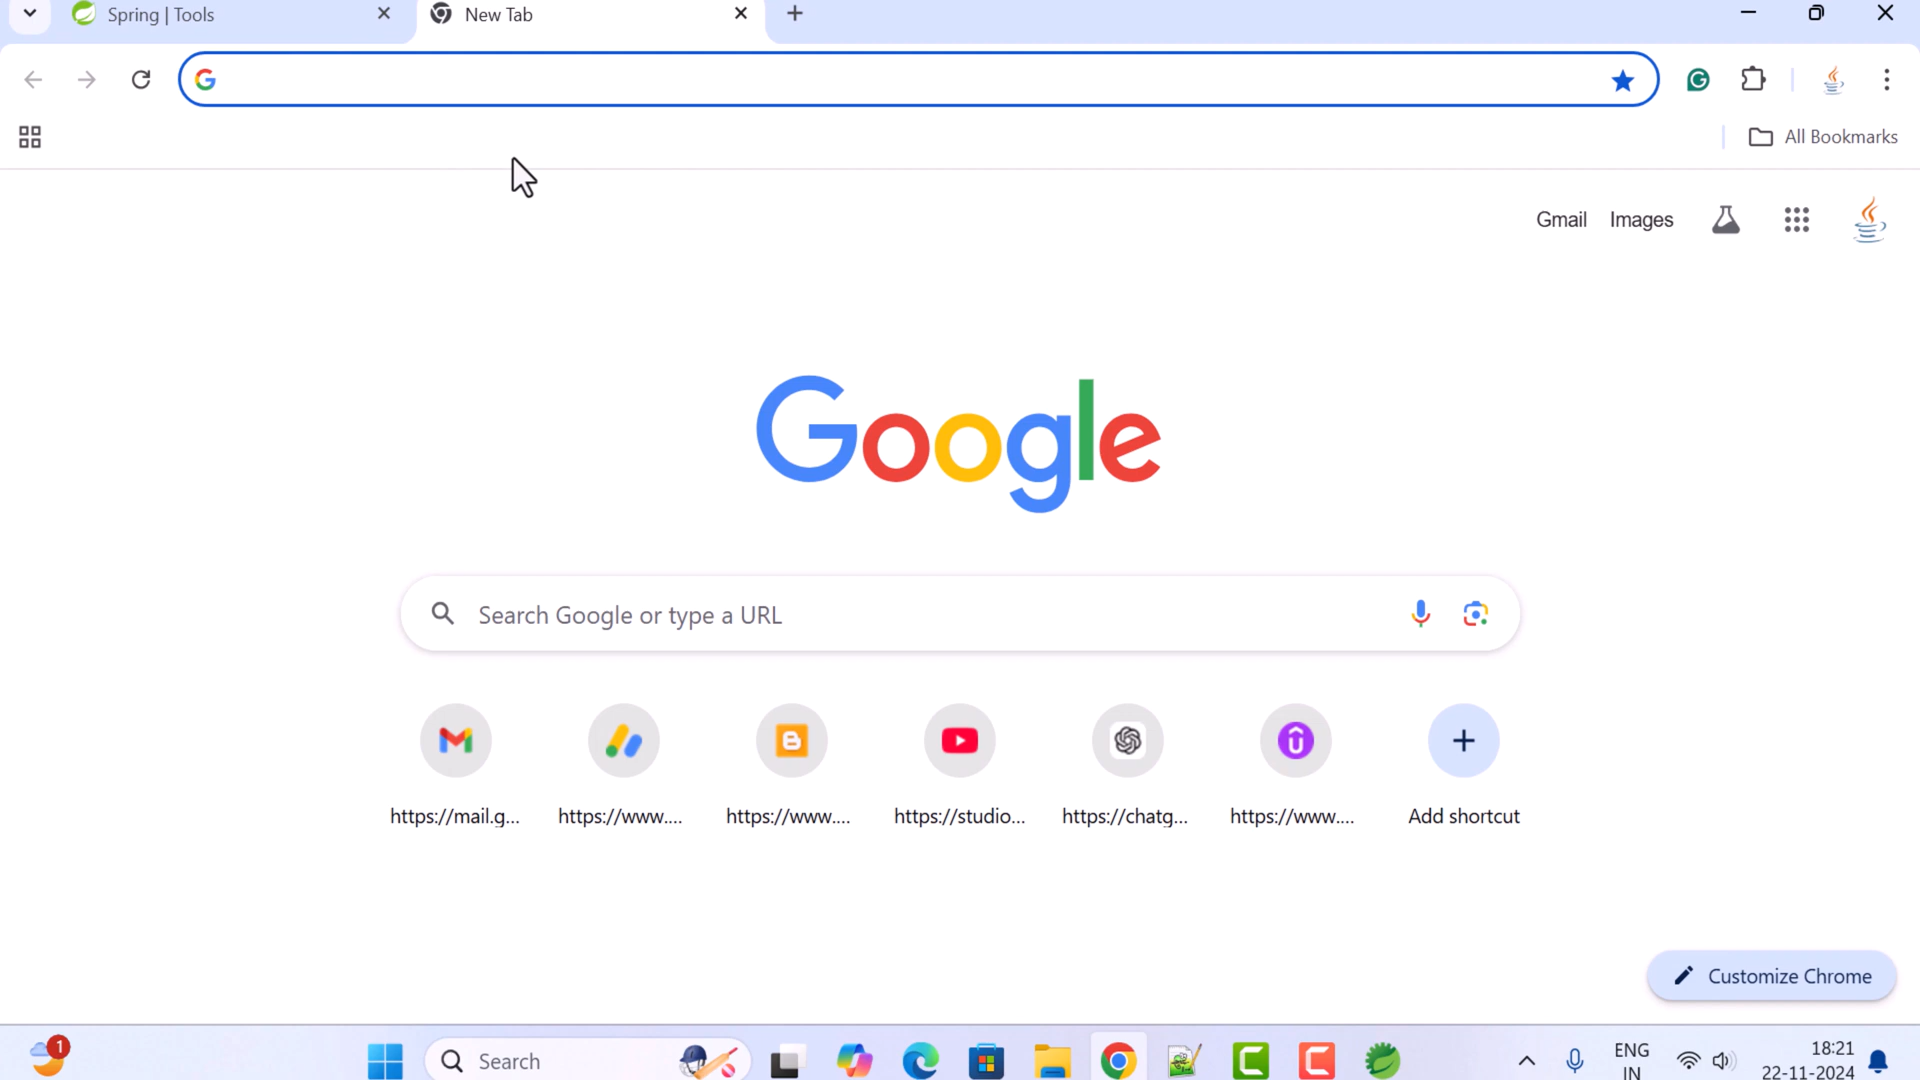 Spring | Tools
New Tab
All Bookmarks
Gmail Images
Google
Search Google or type a URL
https://mail.g... https://www.... https://www.... https://studio... https://chatg... https://www.... Add shortcut
Customize Chrome
1
Search
ENG
IN
18:21
22-11-2024